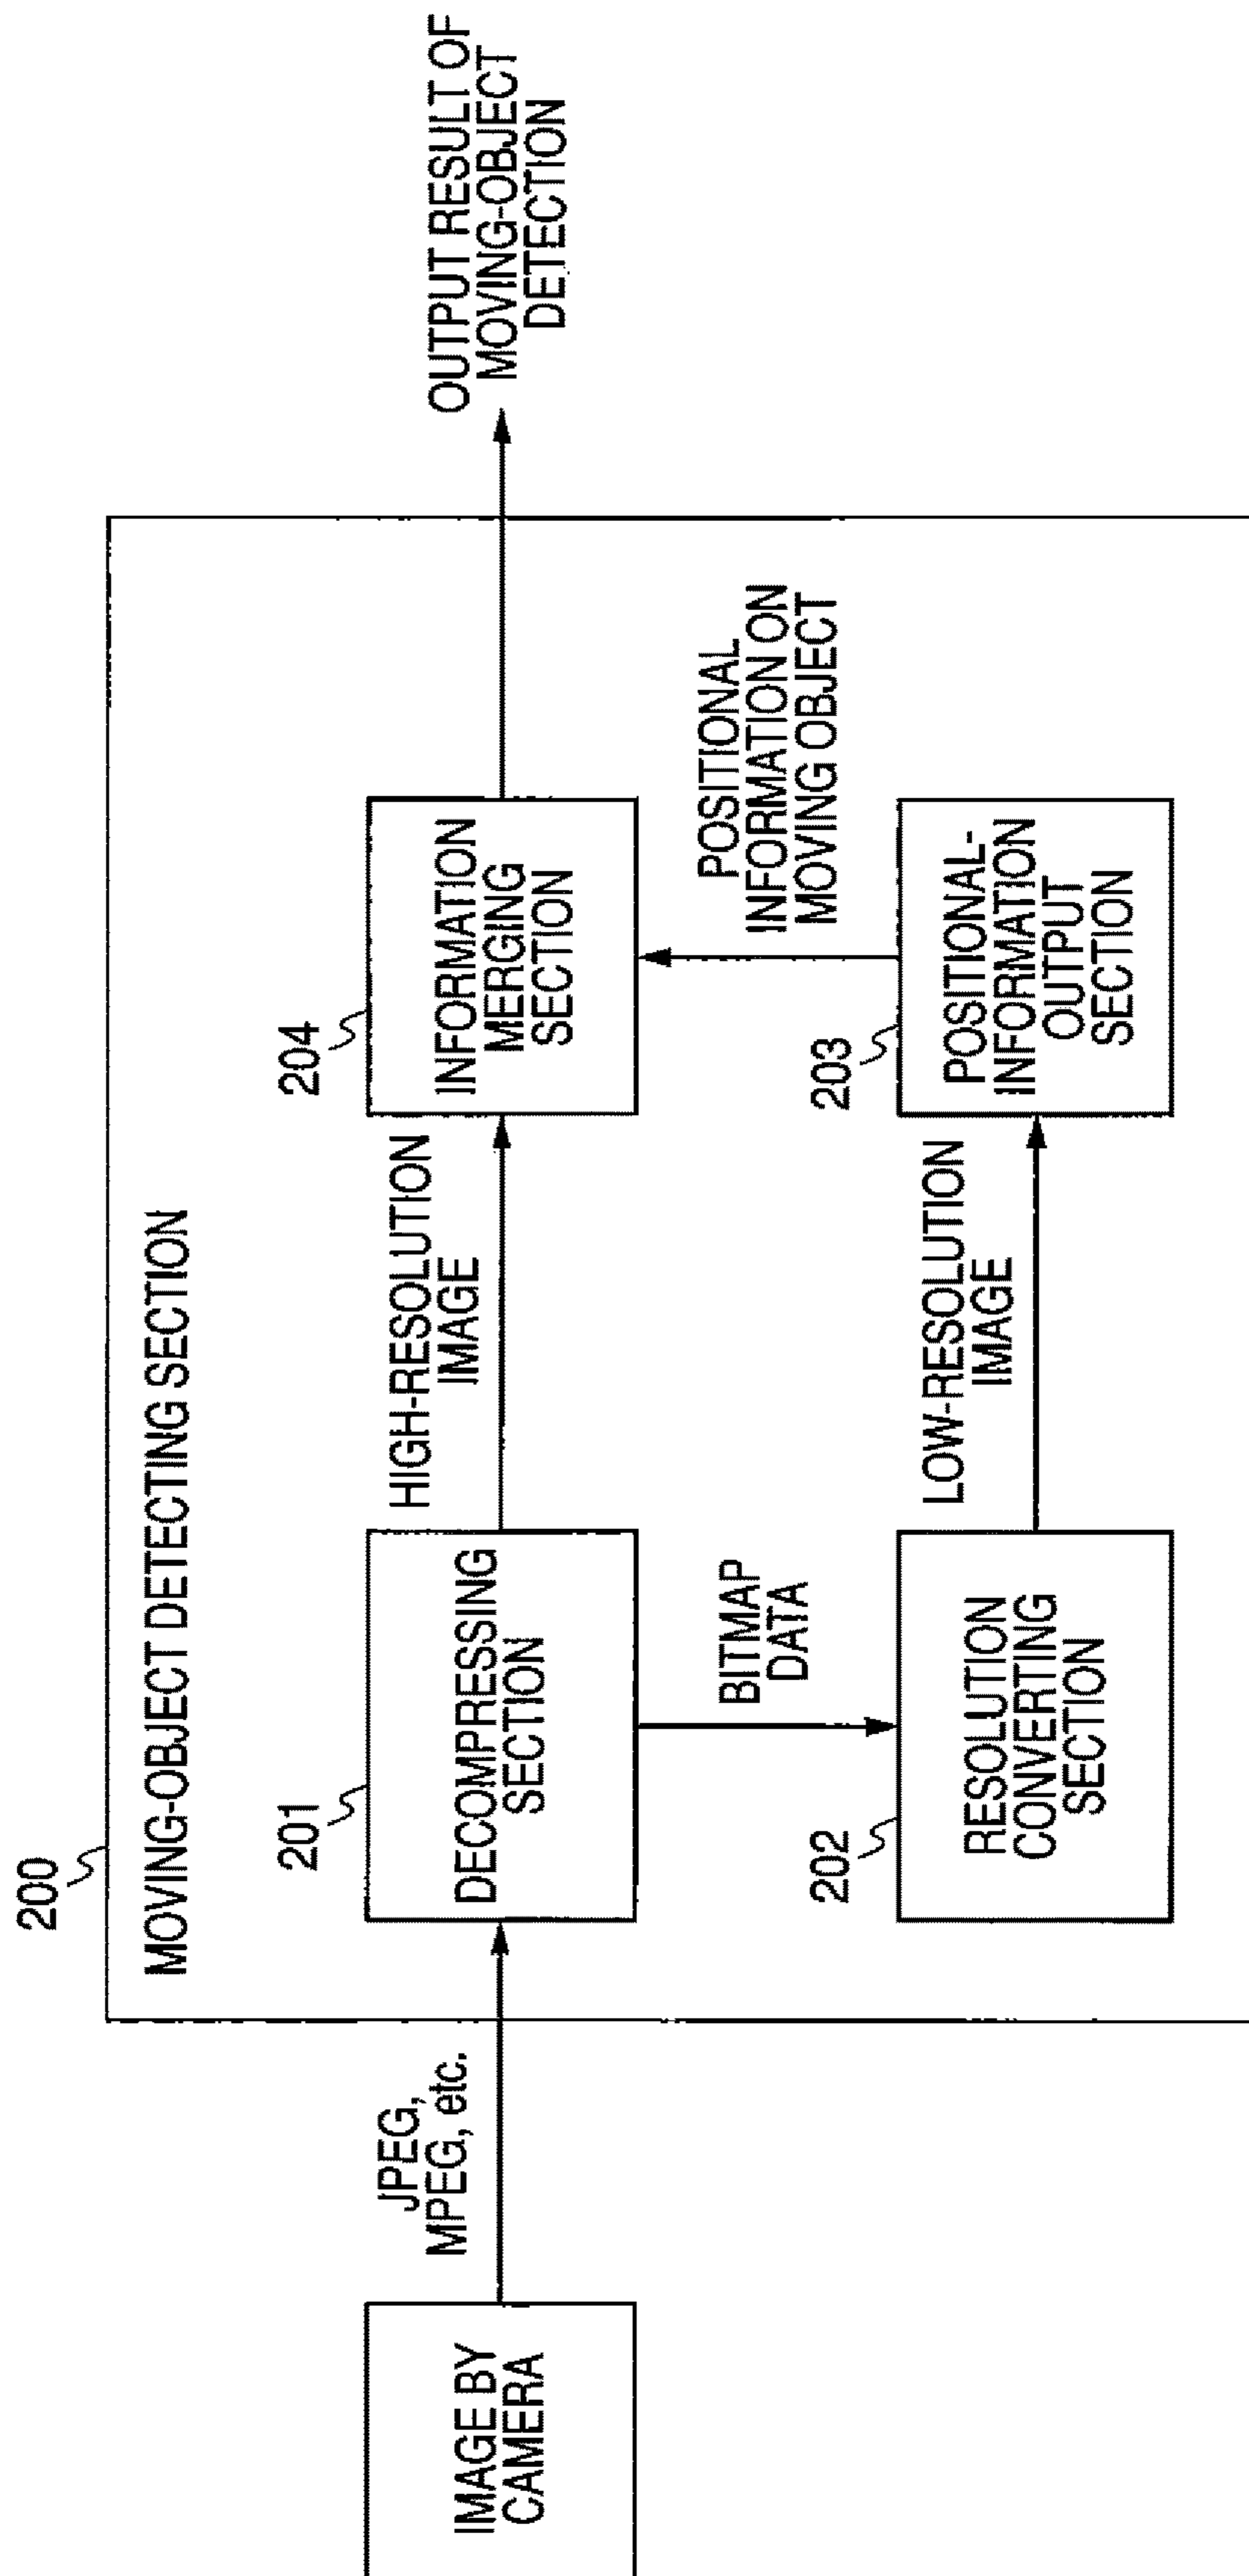 200
MOVING-OBJECT DETECTING SECTION
IMAGE BY
CAMERA
JPEG,
MPEG, etc.
201
DECOMPRESSING
SECTION
HIGH-RESOLUTION
IMAGE
204
INFORMATION
MERGING
SECTION
OUTPUT RESULT OF
MOVING-OBJECT
DETECTION
BITMAP
DATA
POSITIONAL
INFORMATION ON
MOVING OBJECT
202
RESOLUTION
CONVERTING
SECTION
LOW-RESOLUTION
IMAGE
203
POSITIONAL-
INFORMATION
OUTPUT
SECTION